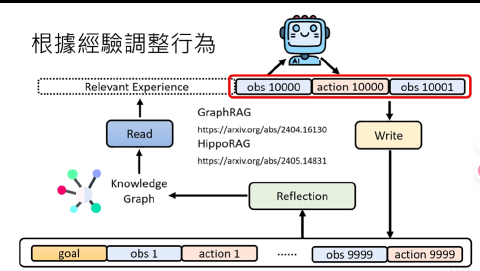 根據經驗調整行為
AI
Relevant Experience
obs 10000
action 10000
obs 10001
GraphRAG
https://arxiv.org/abs/2404.16130
HippoRAG
https://arxiv.org/abs/2405.14831
Read
Write
Knowledge
Graph
Reflection
goal
obs 1
action 1
......
obs 9999
action 9999